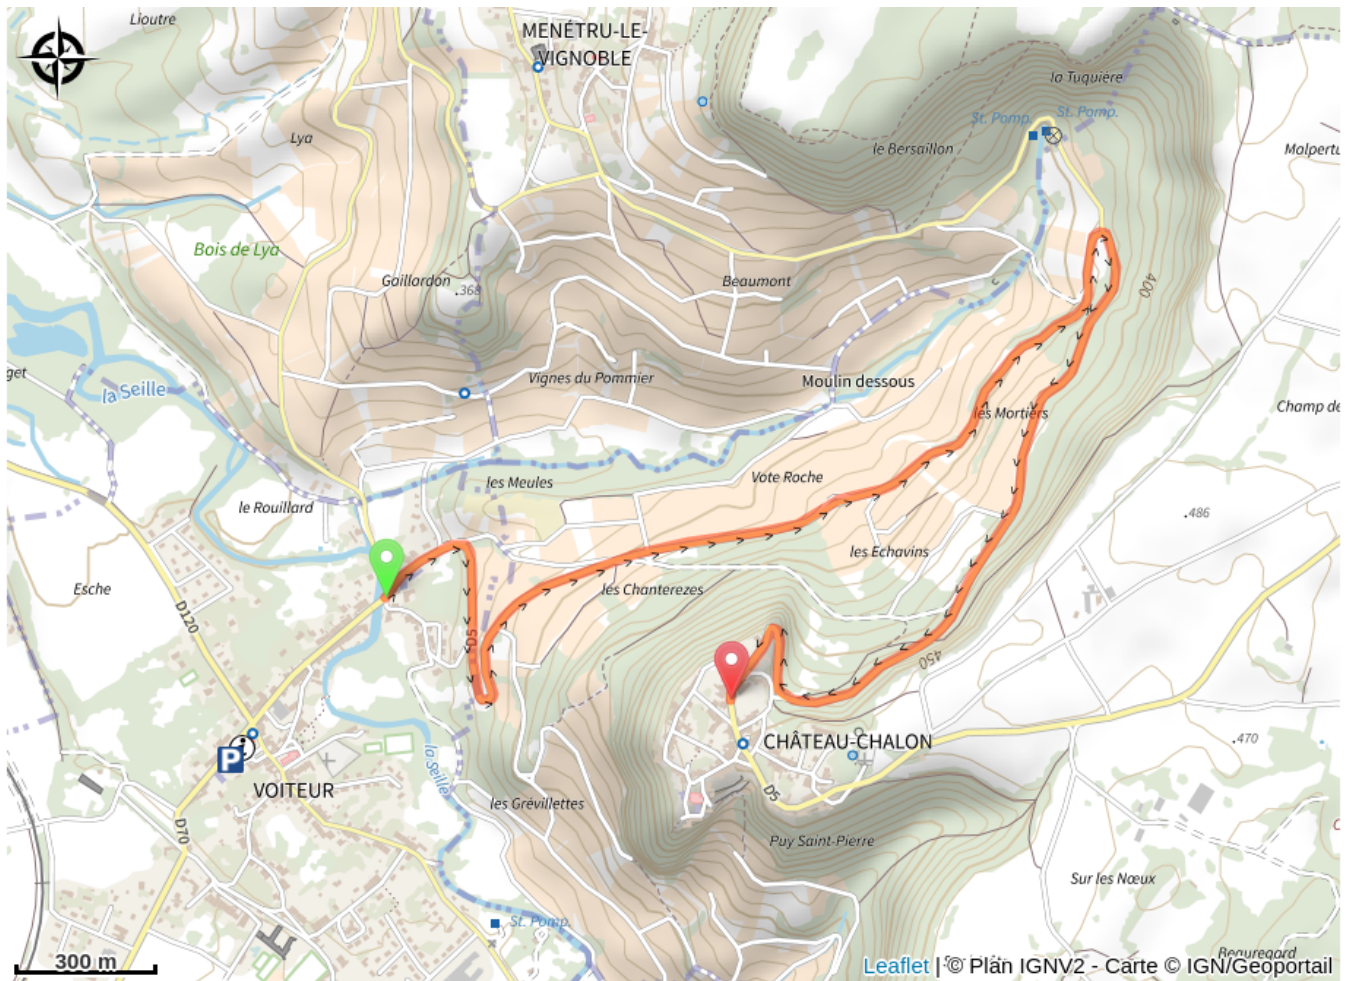 Lioutre
MENÉTRU-LE-
VIGNOBLE
la Tuquière
St. Pomp.
St. Pomp.
Lya
le Bersaillon
Bois de Lya
Gaillardon
.368
Beaumont
400
la Seille
Vignes du Pommier
Moulin dessous
Champ de
les Mortiers
les Meules
Vote Roche
le Rouillard
.486
les Echavins
Esche
les Chanterezes
D120
D5
450
P
i
la Seille
CHÂTEAU-CHALON
.470
VOITEUR
D5
les Grévillettes
D70
Puy Saint-Pierre
Sur les Nœux
St. Pomp.
Beauregard
300 m
Leaflet | © Plan IGNV2 - Carte © IGN/Geoportail